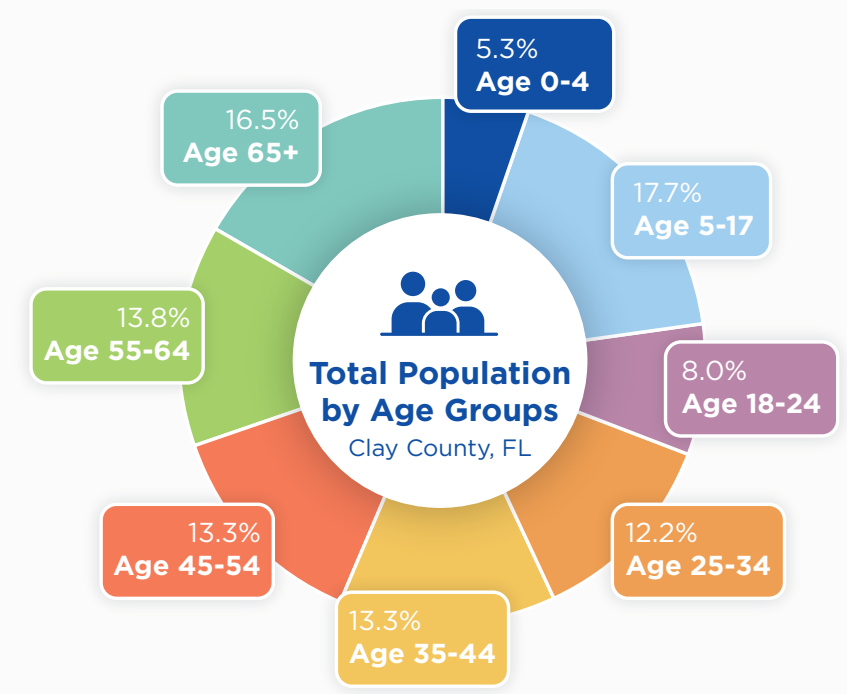 5.3%
Age 0-4
17.7%
Age 5-17
8.0%
Age 18-24
12.2%
Age 25-34
13.3%
Age 35-44
13.3%
Age 45-54
13.8%
Age 55-64
16.5%
Age 65+
Total Population
by Age Groups
Clay County, FL